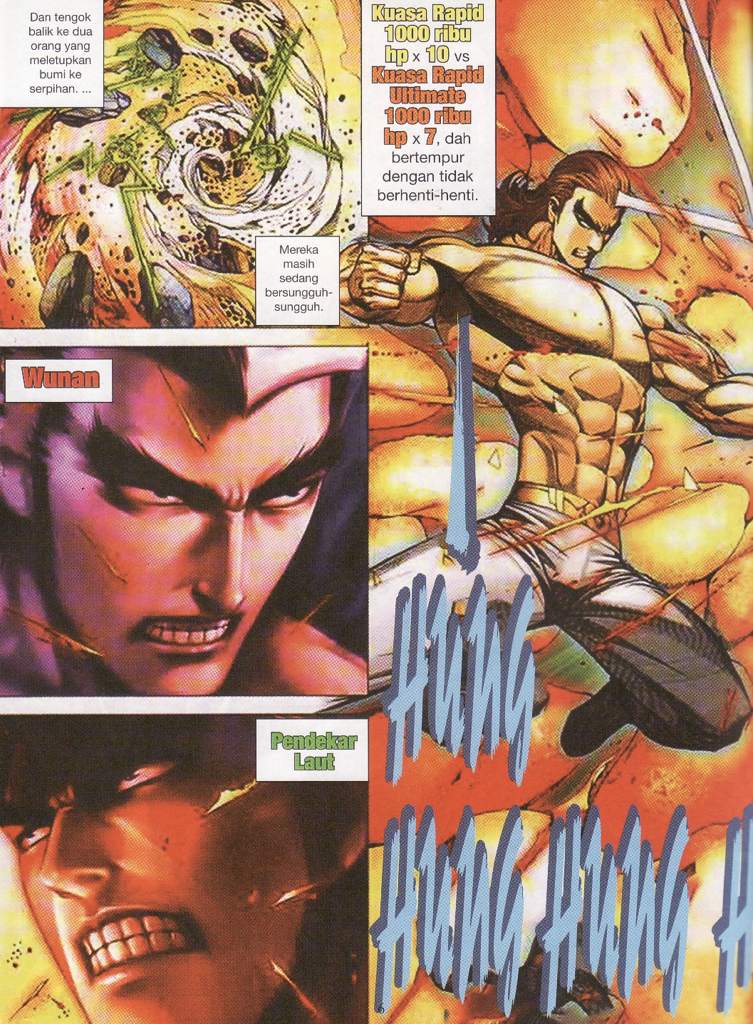 Dan tengok
balik ke dua
orang yang
meletupkan
bumi ke
serpihan. ...
Kuasa Rapid
1000 ribu
hp x 10 vs
Kuasa Rapid
Ultimate
1000 ribu
hp x 7, dah
bertempur
dengan tidak
berhenti-henti.
Mereka
masih
sedang
bersungguh-
sungguh.
Wunan
Pendekar
Laut
HUNG
HUNG HUNG H
6